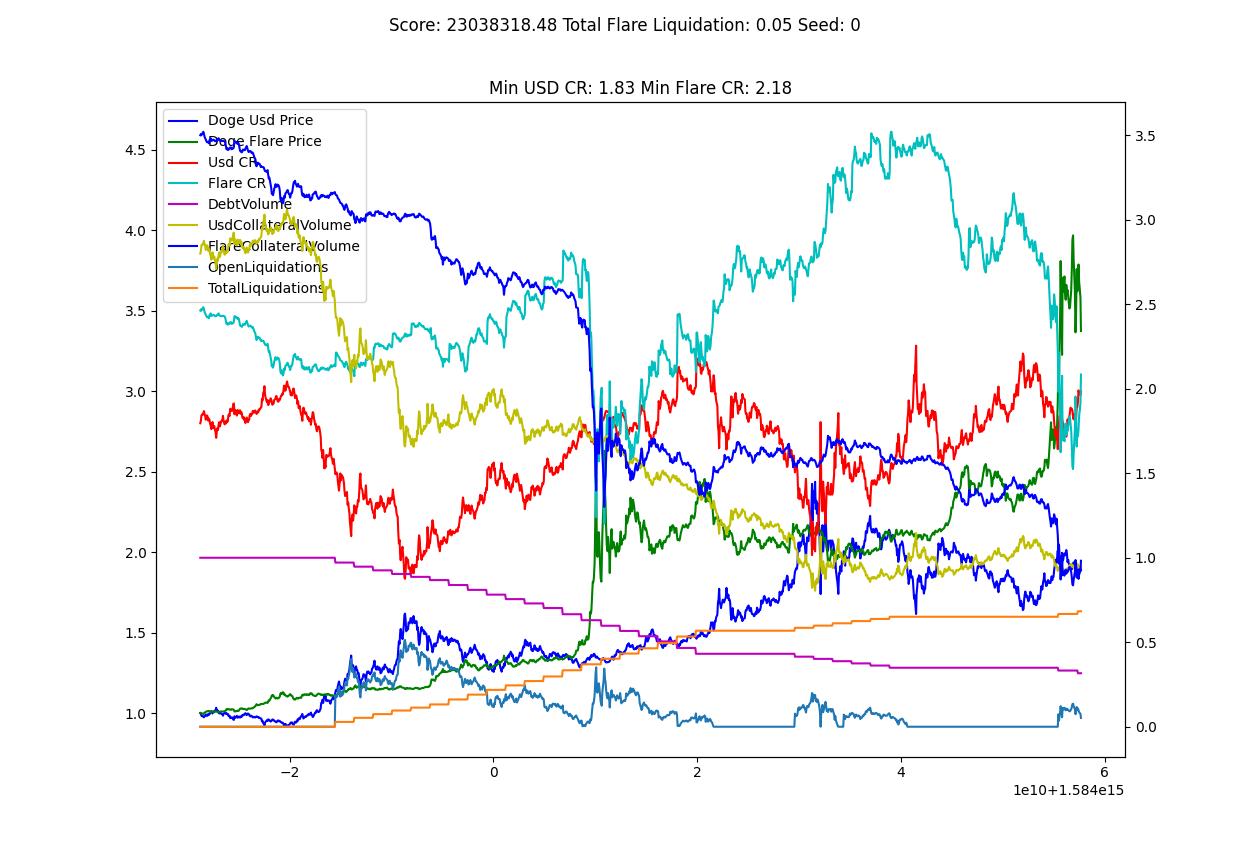 Score: 23038318.48 Total Flare Liquidation: 0.05 Seed: 0
Min USD CR: 1.83 Min Flare CR: 2.18
Doge Usd Price
Doge Flare Price
Usd CR
Flare CR
DebtVolume
UsdCollateralVolume
FlareCollateralVolume
OpenLiquidations
TotalLiquidations
4.5
4.0
3.5
3.0
2.5
2.0
1.5
1.0
3.5
3.0
2.5
2.0
1.5
1.0
0.5
0.0
−2 0 2 4 6
1e10+1.584e15